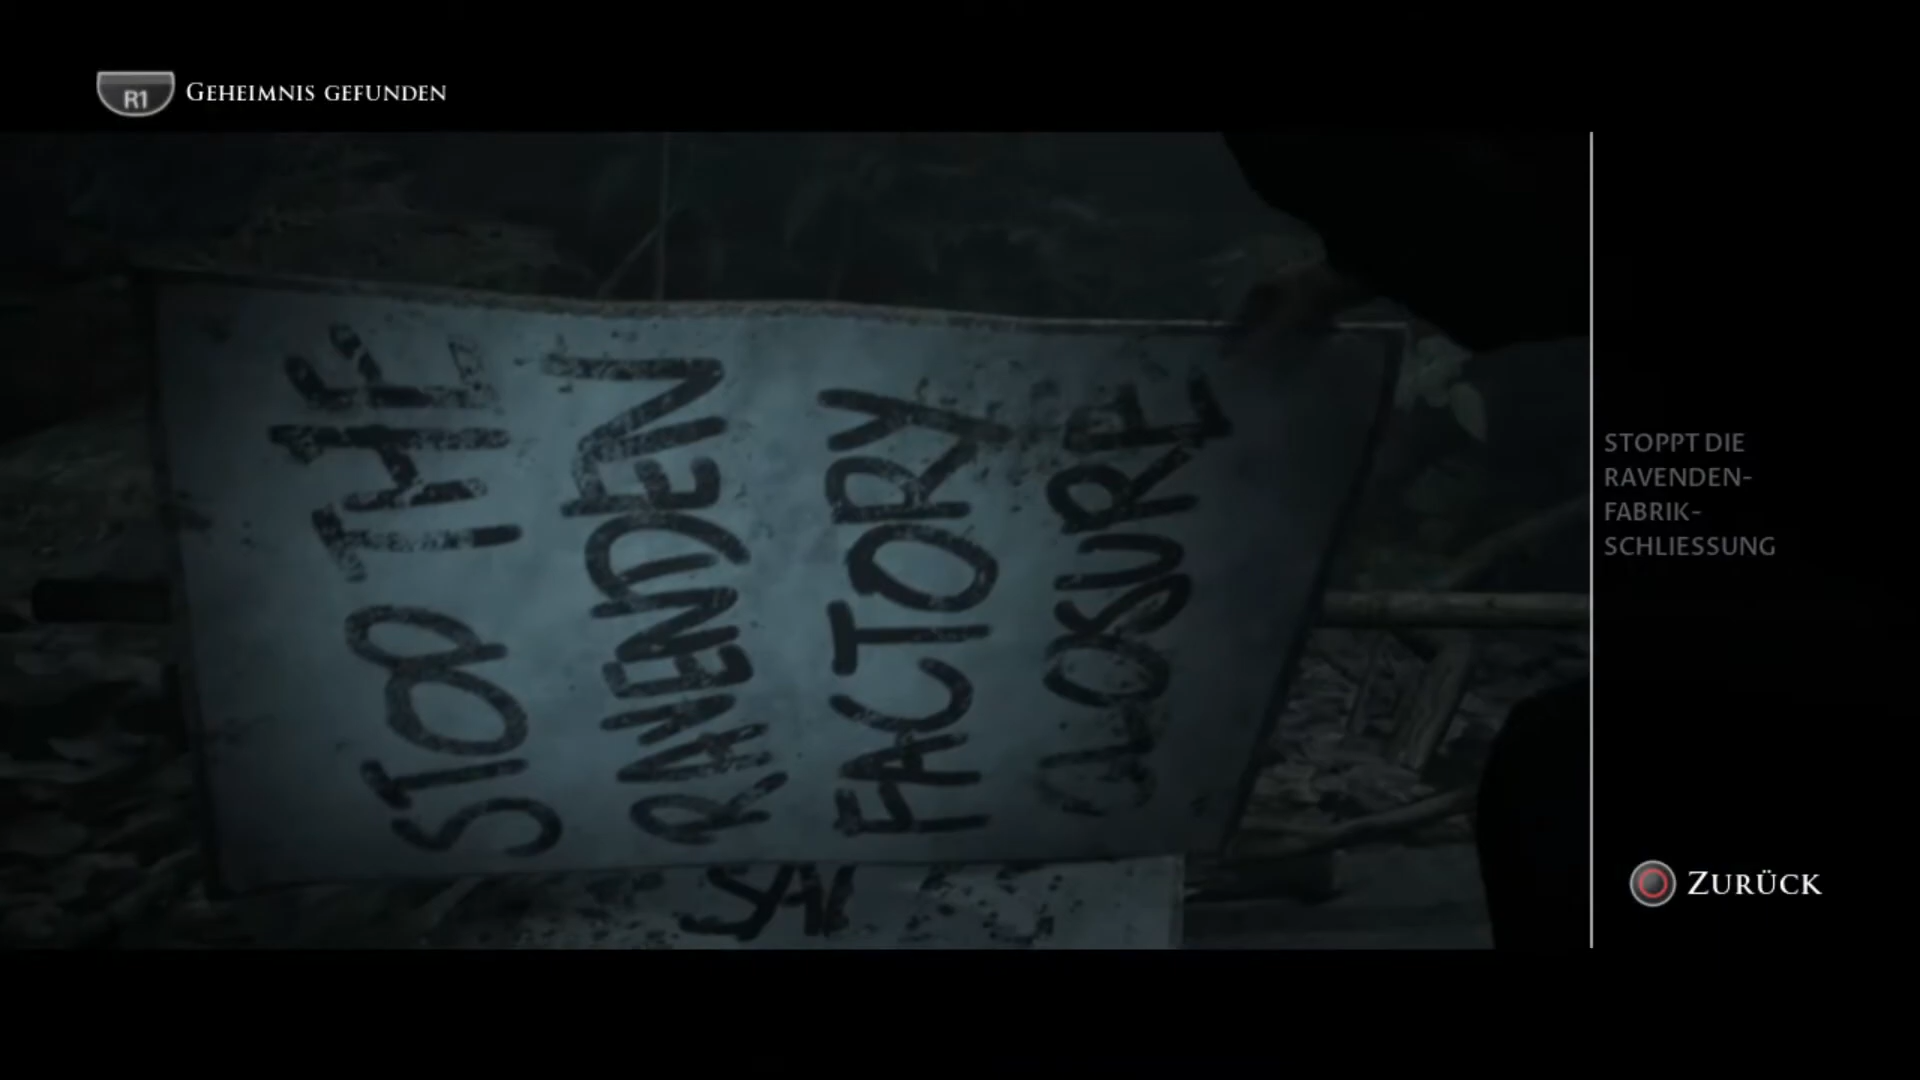 R1 GEHEIMNIS GEFUNDEN
STOP THE
RAVENDEN
FACTORY
CLOSURE
STOPPT DIE
RAVENDEN-
FABRIK-
SCHLIESSUNG
ZURÜCK